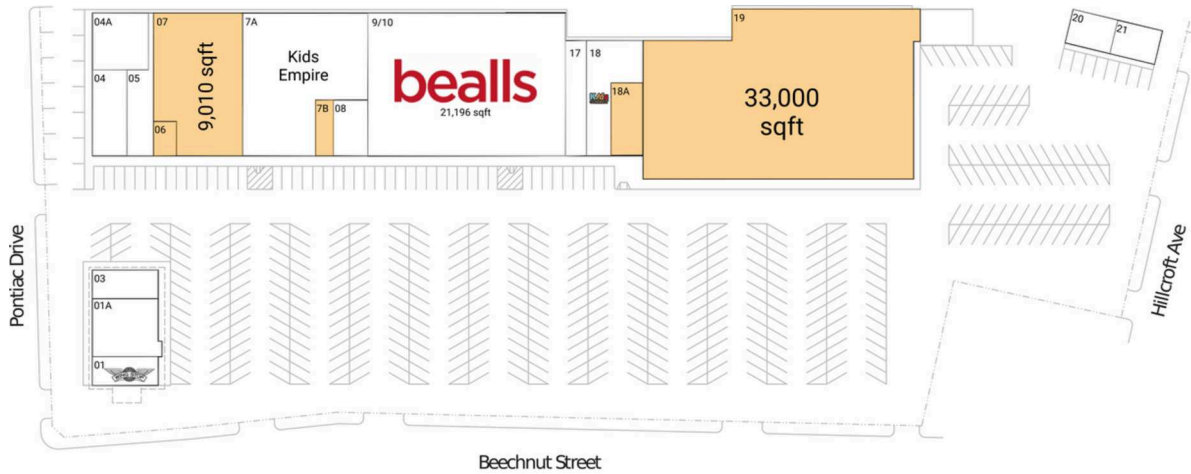 04A
07
7A
9/10
19
20
21
Kids
Empire
bealls
21,196 sqft
17
18
04
05
9,010 sqft
33,000
sqft
18A
7B
08
06
03
01A
01
Pontiac Drive
Hillcroft Ave
Beechnut Street